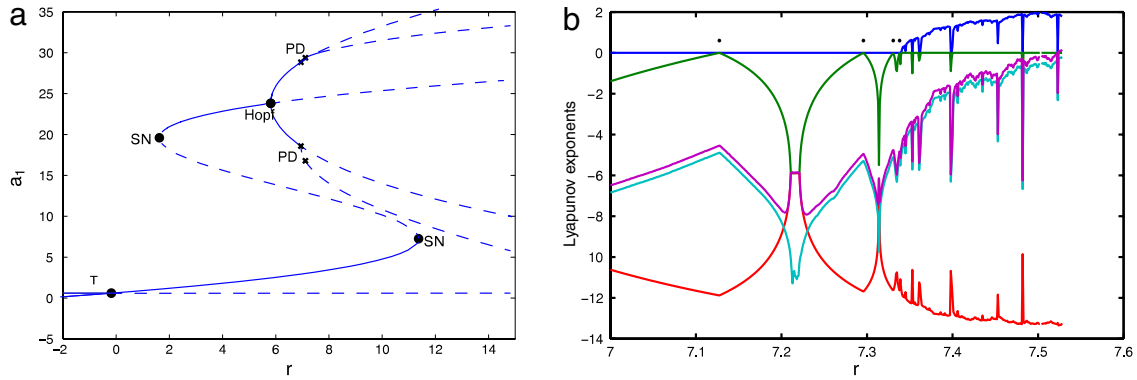 a
35
30
25
20
15
10
5
0
−5
a₁
PD
Hopf
SN
PD
SN
T
−2 0 2 4 6 8 10 12 14
r
b
2
0
−2
−4
−6
−8
−10
−12
−14
Lyapunov exponents
7 7.1 7.2 7.3 7.4 7.5 7.6
r